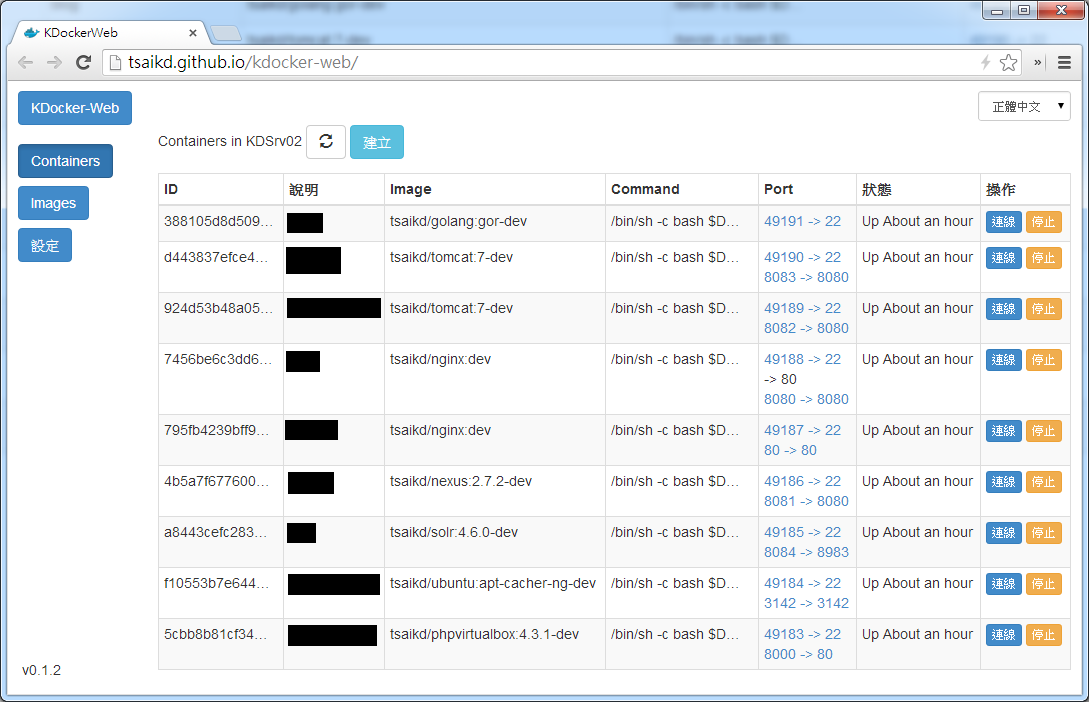 KDockerWeb
tsaikd.github.io/kdocker-web/
KDocker-Web
正體中文
Containers
Images
設定
Containers in KDSrv02
建立
ID 說明 Image Command Port 狀態 操作
388105d8d509... tsaikd/golang:gor-dev /bin/sh -c bash $D... 49191 -> 22 Up About an hour 連線 停止
d443837efce4... tsaikd/tomcat:7-dev /bin/sh -c bash $D... 49190 -> 22 Up About an hour 連線 停止
8083 -> 8080
924d53b48a05... tsaikd/tomcat:7-dev /bin/sh -c bash $D... 49189 -> 22 Up About an hour 連線 停止
8082 -> 8080
7456be6c3dd6... tsaikd/nginx:dev /bin/sh -c bash $D... 49188 -> 22 Up About an hour 連線 停止
-> 80
8080 -> 8080
795fb4239bff9... tsaikd/nginx:dev /bin/sh -c bash $D... 49187 -> 22 Up About an hour 連線 停止
80 -> 80
4b5a7f677600... tsaikd/nexus:2.7.2-dev /bin/sh -c bash $D... 49186 -> 22 Up About an hour 連線 停止
8081 -> 8080
a8443cefc283... tsaikd/solr:4.6.0-dev /bin/sh -c bash $D... 49185 -> 22 Up About an hour 連線 停止
8084 -> 8983
f10553b7e644... tsaikd/ubuntu:apt-cacher-ng-dev /bin/sh -c bash $D... 49184 -> 22 Up About an hour 連線 停止
3142 -> 3142
5cbb8b81cf34... tsaikd/phpvirtualbox:4.3.1-dev /bin/sh -c bash $D... 49183 -> 22 Up About an hour 連線 停止
8000 -> 80
v0.1.2